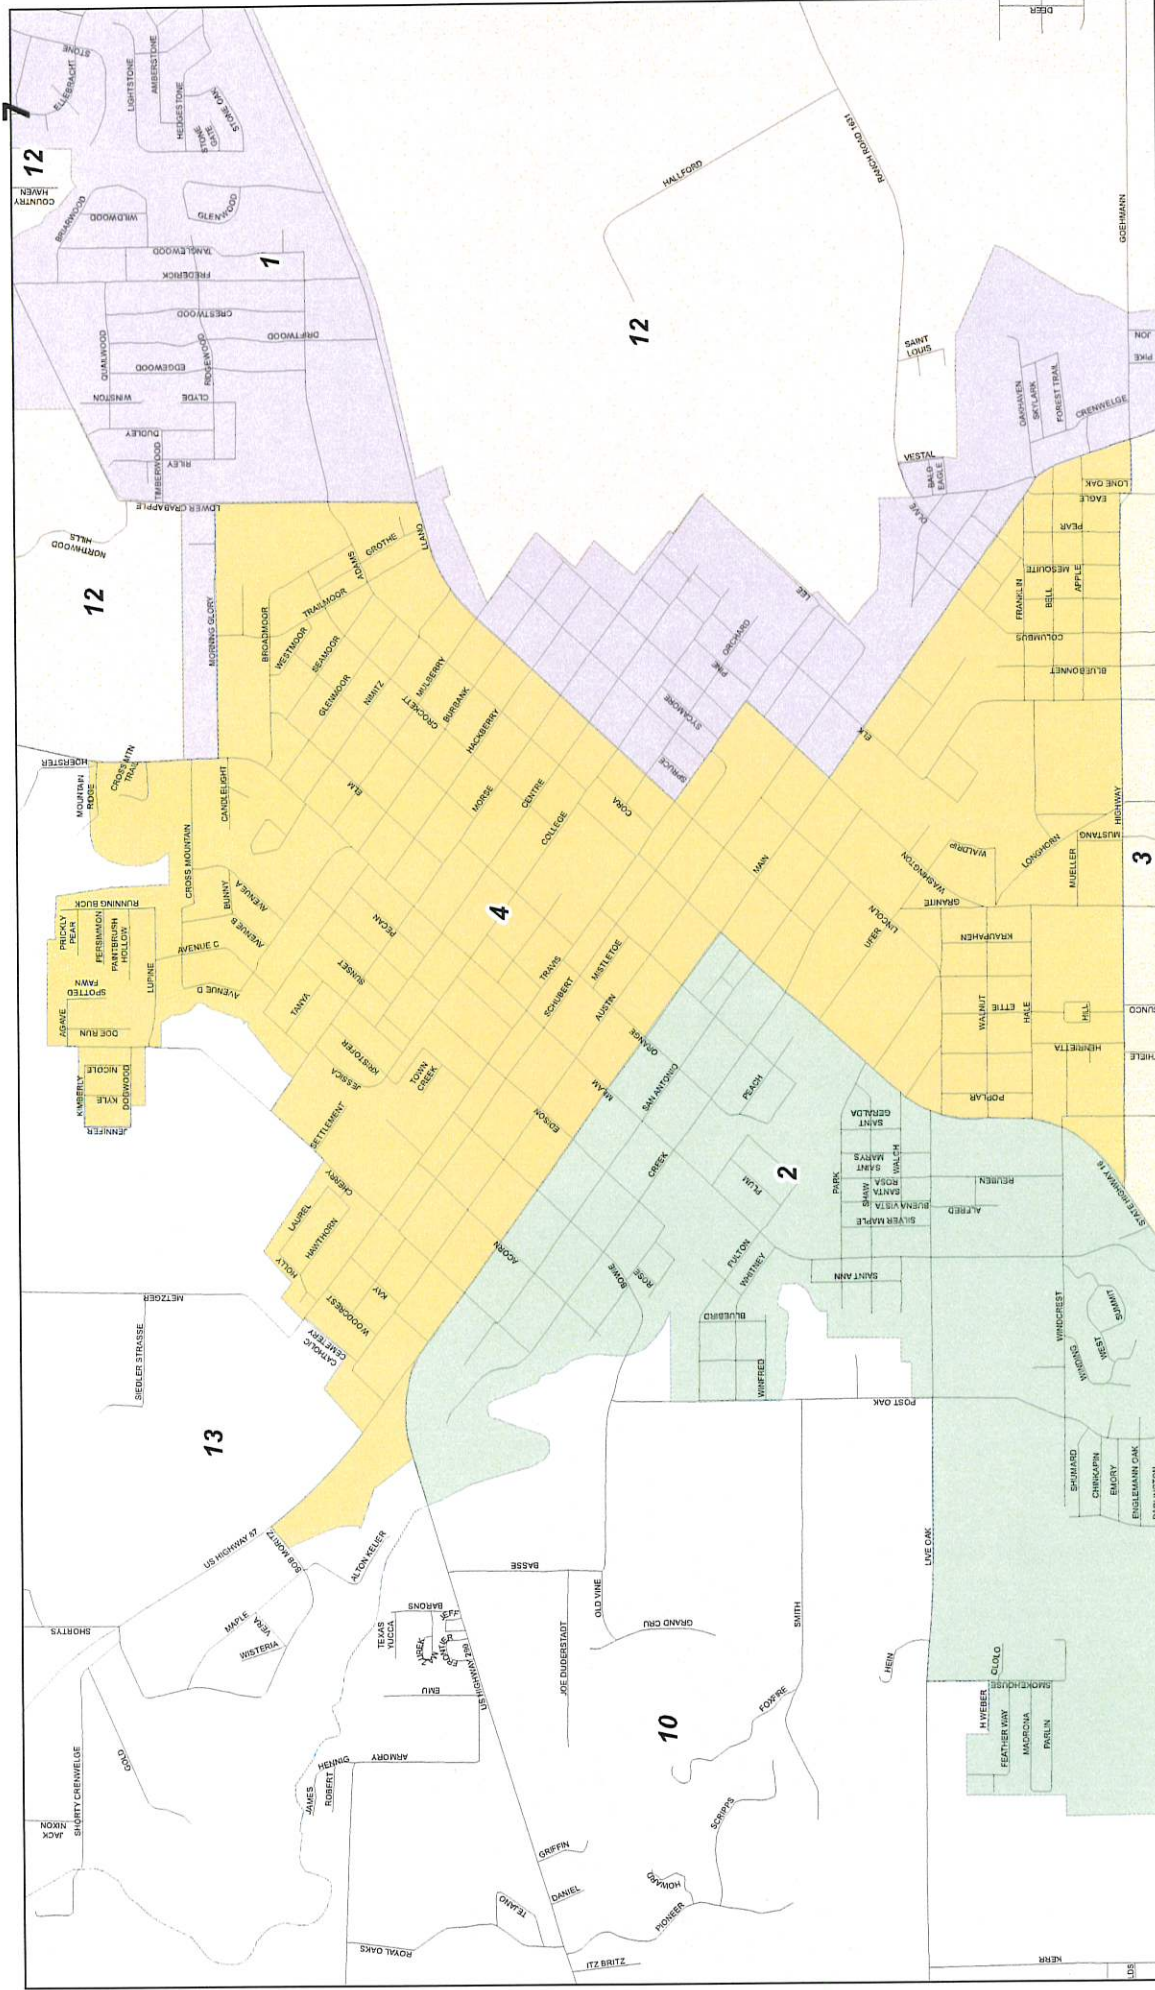 7
12
COUNTRY
HAVEN
ELLEBRACHT
STONE
LIGHTSTONE
AMBERSTONE
HEDGESTONE
STONE
GATE
STONE OAK
DEER
BRIARWOOD
WILDWOOD
GLENWOOD
TANGLEWOOD
FREDERICK
1
CRESTWOOD
DRIFTWOOD
QUAILWOOD
EDGEWOOD
RIDGEWOOD
WINSTON
CLYDE
DUDLEY
RILEY
TIMBERWOOD
LOWER CRABAPPLE
HALLFORD
RANCH ROAD 1631
GOEHMANN
12
SAINT
LOUIS
JON
PIKE
OAKHAVEN
SKYLARK
FOREST TRAIL
CRENWELGE
VESTAL
BALD
EAGLE
OLIVE
LONE OAK
EAGLE
PEAR
NORTHWOOD
HILLS
12
MORNING GLORY
BROADMOOR
TRAILMOOR
ADAMS
GROTHE
LLANO
WESTMOOR
SEAMOOR
GLENMOOR
NIMITZ
CROCKETT
MULBERRY
BURBANK
HACKBERRY
LEE
ORCHARD
PINE
SYCAMORE
SPRUCE
ELK
FRANKLIN
MESQUITE
BELL
APPLE
COLUMBUS
BLUEBONNET
HOERSTER
MOUNTAIN
RIDGE
CROSS MTN
TRAIL
CANDLELIGHT
ELM
MORSE
CENTRE
COLLEGE
CORA
MAIN
CROSS MOUNTAIN
BUNNY
AVENUE A
AVENUE B
AVENUE C
AVENUE D
RUNNING BUCK
PRICKLY
PEAR
PERSIMMON
PAINTBRUSH
HOLLOW
SPOTTED
FAWN
LUPINE
AGAVE
DOE RUN
NICOLE
KIMBERLY
KYLE
DOGWOOD
JENNIFER
PECAN
4
SUNSET
TANYA
TRAVIS
SCHUBERT
MISTLETOE
AUSTIN
LINCOLN
UFER
WASHINGTON
GRANITE
WALDRIP
LONGHORN
MUELLER
MUSTANG
HIGHWAY
3
KRAUPAHEN
WALNUT
ETTIE
HALE
HILL
HENRIETTA
POPLAR
KRISTOFER
JESSICA
TOWN
CREEK
SETTLEMENT
ORANGE
MILAM
EDISON
SAN ANTONIO
PEACH
CREEK
PLUM
2
CHERRY
LAUREL
HAWTHORN
HOLLY
KAY
WOODCREST
CATHOLIC
CEMETERY
ACORN
BOWIE
ROSE
FULTON
WHITNEY
BLUEBIRD
WINFRED
PARK
SAINT
GERALDA
SAINT
MARYS
WALCH
SHAW
SANTA
ROSA
BUENA VISTA
SILVER MAPLE
ALFRED
REUBEN
SAINT ANN
STATE HIGHWAY 16
WINDCREST
SUMMIT
WEST
WINDING
METZGER
SIEDLER STRASSE
13
POST OAK
SHUMARD
CHINKAPIN
EMORY
ENGLEMANN OAK
US HIGHWAY 87
BOB MORITZ
ALTON KELIER
SHORTYS
MAPLE
VERA
WISTERIA
TEXAS
YUCCA
BARONS
JEFF
US HIGHWAY 290
EMU
BASSE
OLD VINE
JOE DUDERSTADT
GRAND CRU
SMITH
LIVE OAK
HEIN
OLOLO
SMOKEHOUSE
H WEBER
FEATHER WAY
MADRONA
PARLIN
SHORTY CRENWELGE
GOLD
JACK
NIXON
HENNIG
ARMORY
JAMES
ROBERT
10
FOXFIRE
SCRIPPS
GRIFFIN
DANIEL
HOWARD
PIONEER
TEJANO
ROYAL OAKS
ITZ BRITZ
KERR
LDS